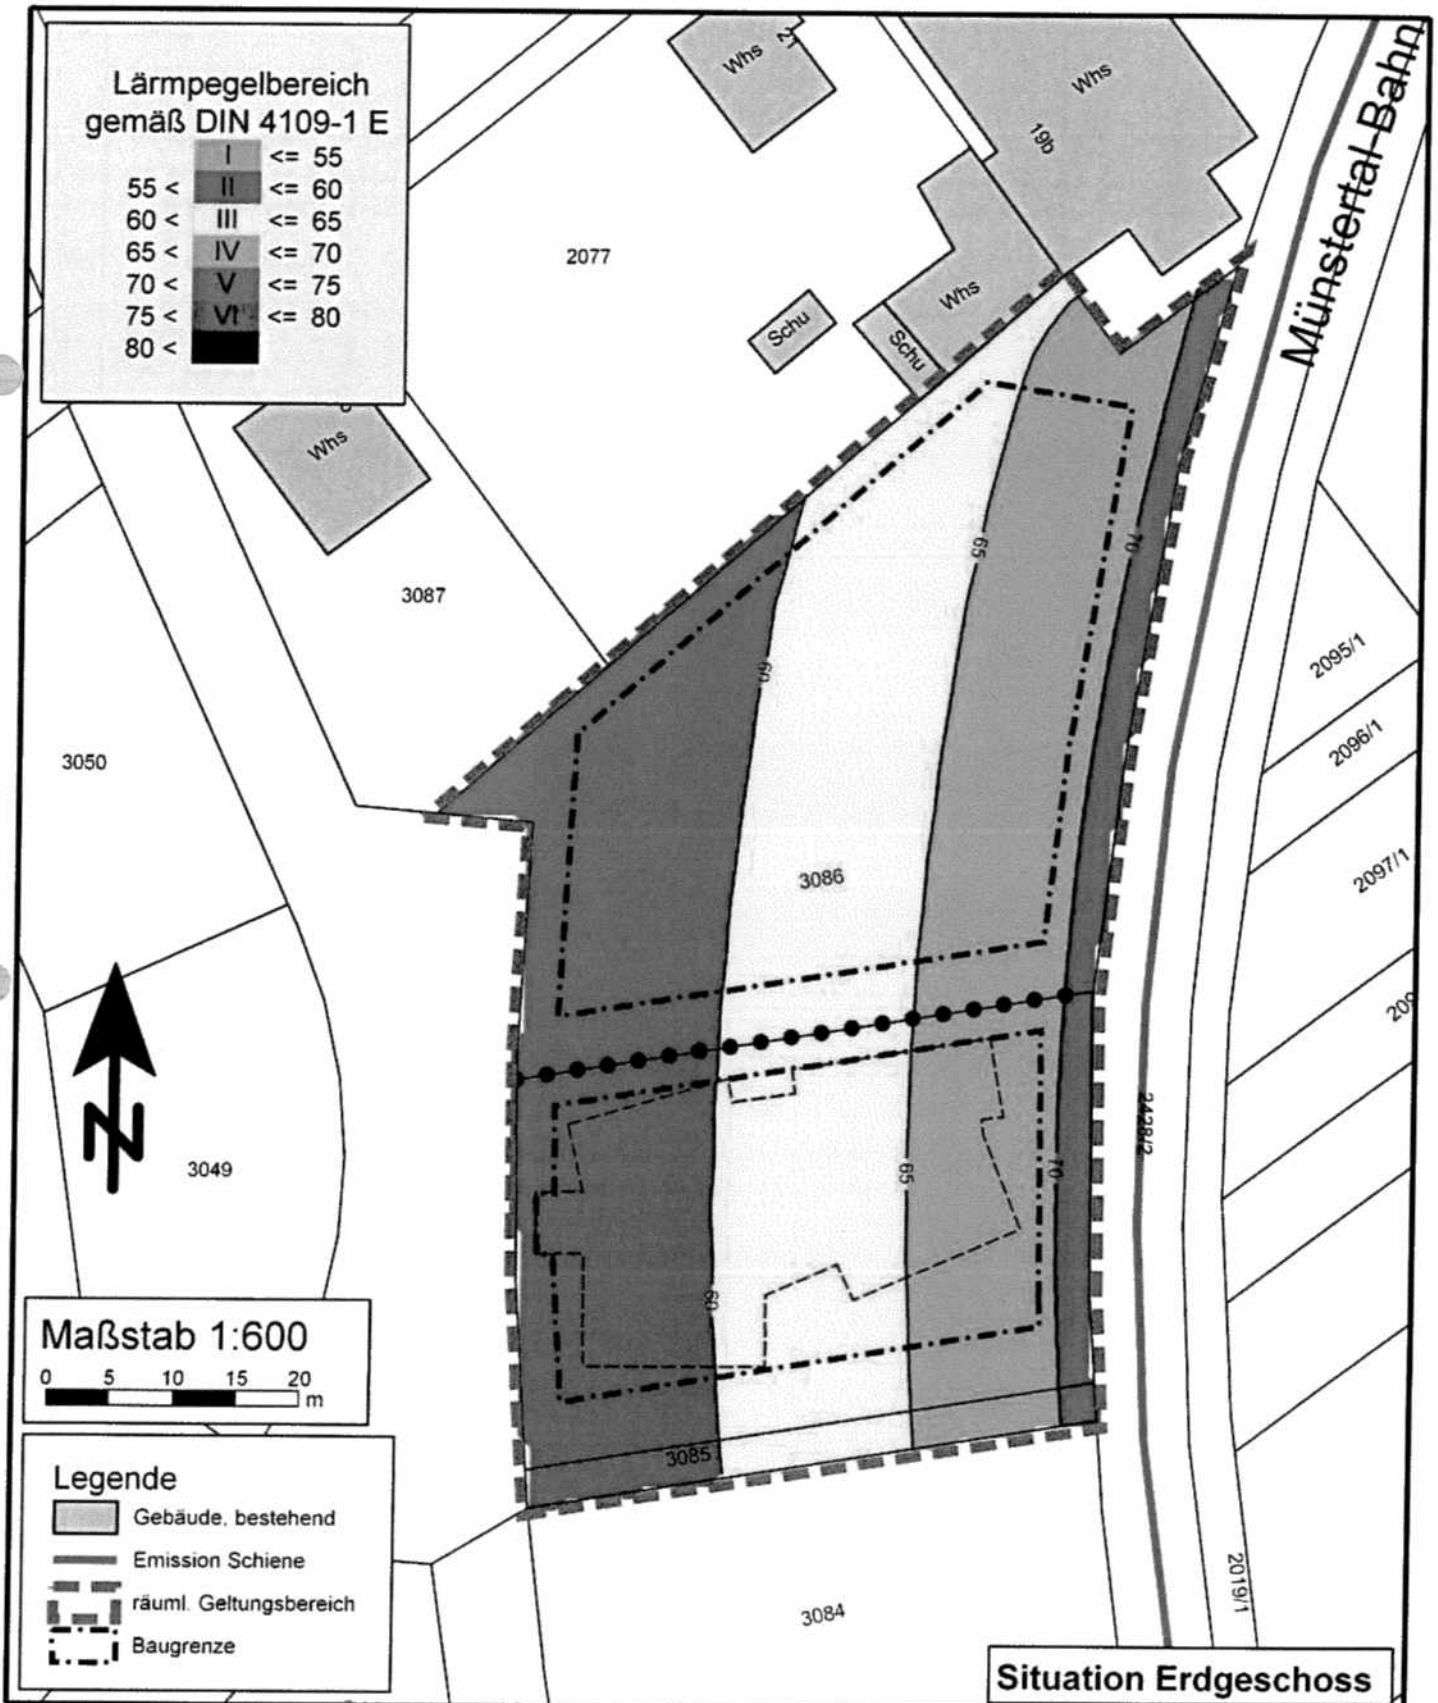 Lärmpegelbereich
gemäß DIN 4109-1 E
I <= 55
55 < II <= 60
60 < III <= 65
65 < IV <= 70
70 < V <= 75
75 < VI <= 80
80 <
Whs
21
Whs
19b
Münstertal-Bahn
2077
Whs
Schu
Schu
Whs
65
70
3087
2095/1
60
2096/1
3050
3086
2097/1
2428/2
3049
65
70
60
Maßstab 1:600
0 5 10 15 20
m
3085
Legende
Gebäude, bestehend
Emission Schiene
räuml. Geltungsbereich
Baugrenze
3084
2019/1
Situation Erdgeschoss
N